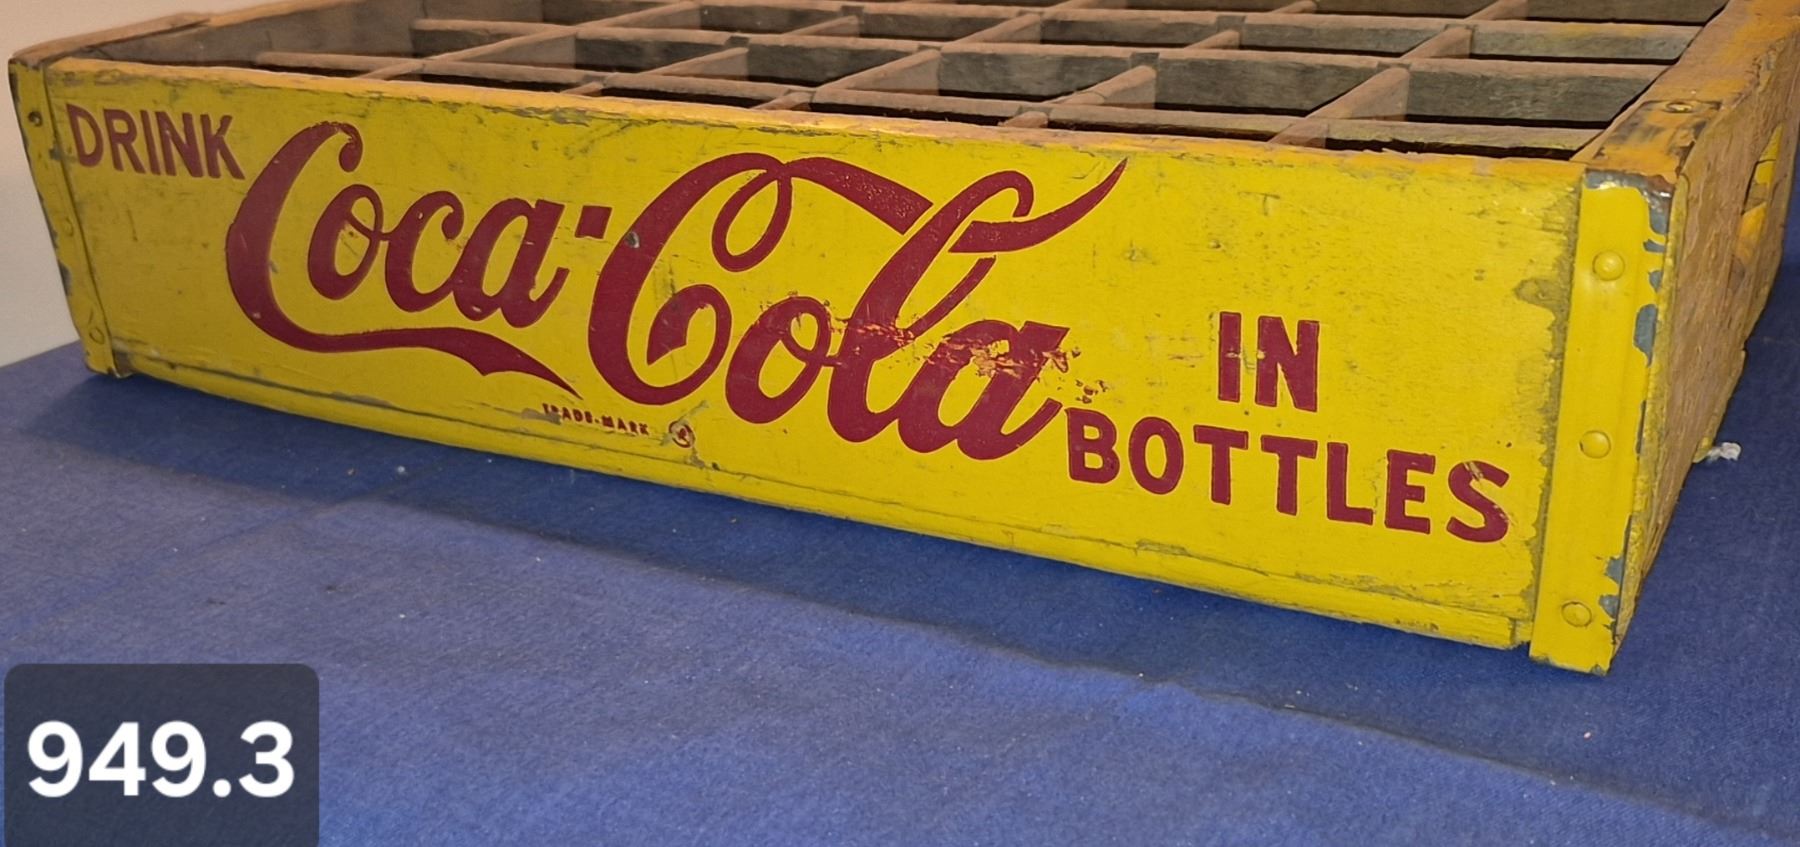 DRINK
Coca-Cola
TRADE-MARK ®
IN
BOTTLES
949.3